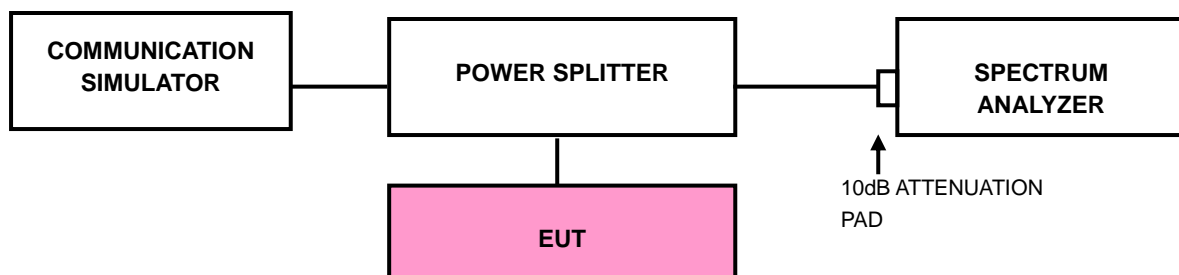 COMMUNICATION
SIMULATOR
POWER SPLITTER
SPECTRUM
ANALYZER
10dB ATTENUATION
PAD
EUT